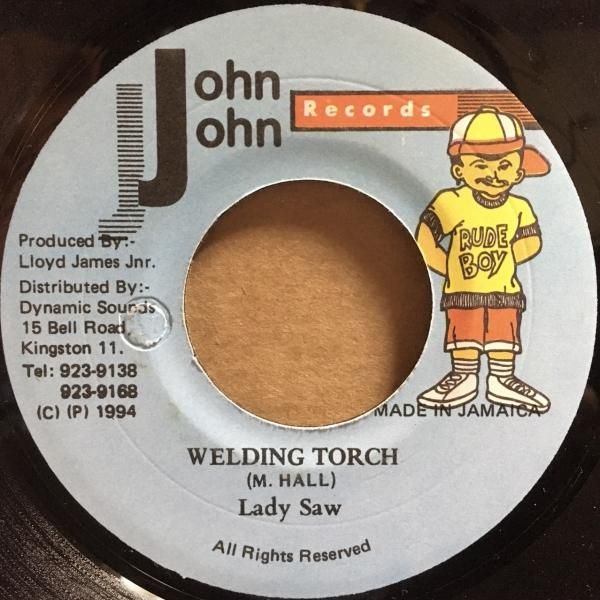 John
John
Records
Produced By:-
Lloyd James Jnr.
Distributed By:-
Dynamic Sounds
15 Bell Road
Kingston 11.
Tel: 923-9138
923-9168
(C) (P) 1994
RUDE
BOY
MADE IN JAMAICA
WELDING TORCH
(M. HALL)
Lady Saw
All Rights Reserved